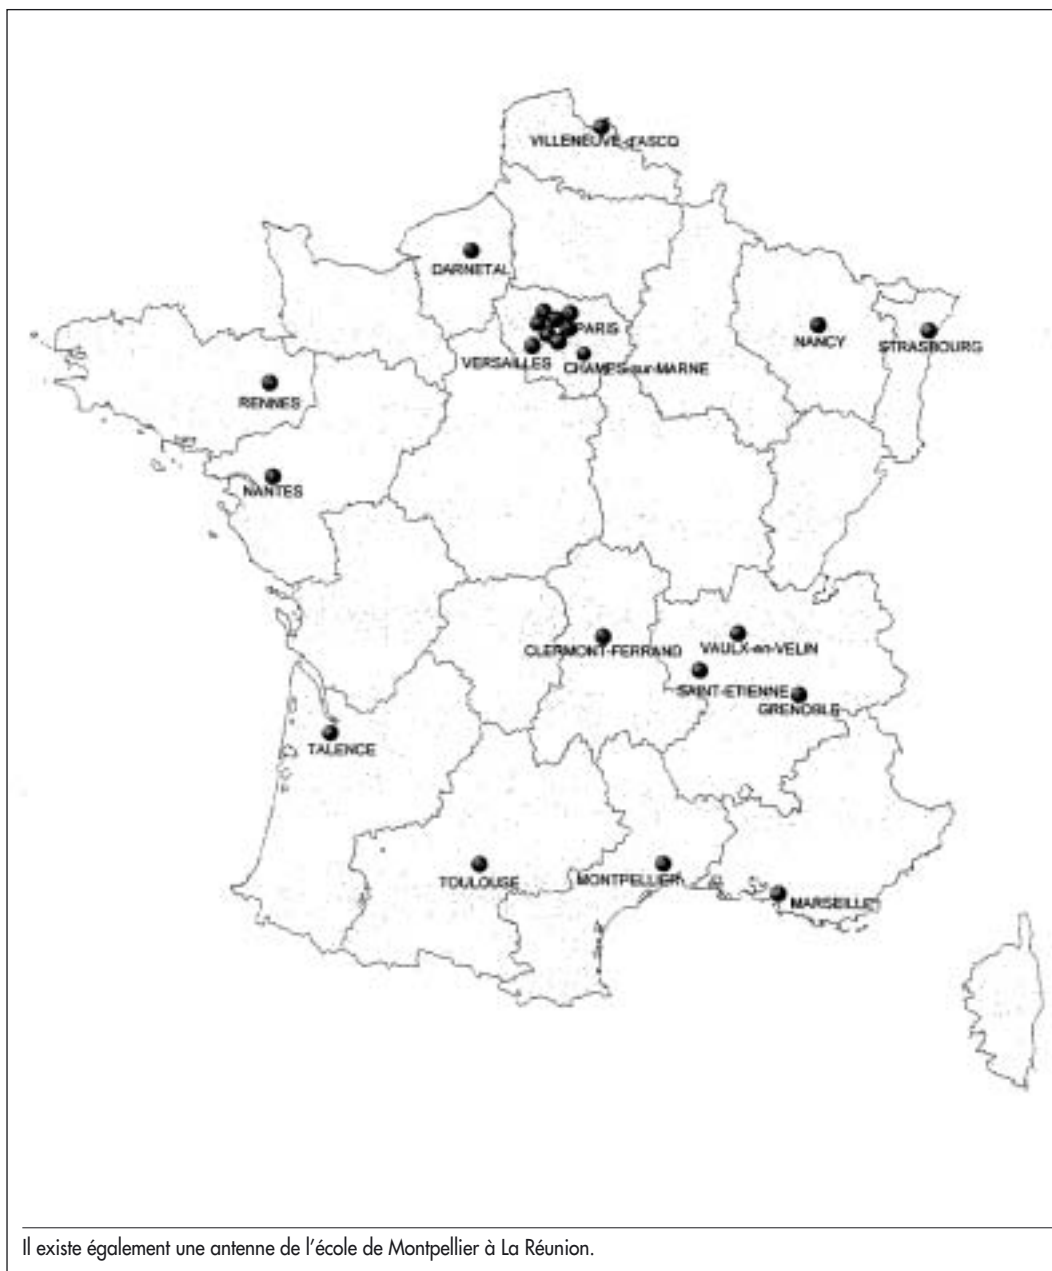 VILLENEUVE-d'ASCQ
DARNETAL
PARIS
NANCY
STRASBOURG
VERSAILLES
CHAMPS-sur-MARNE
RENNES
NANTES
CLERMONT-FERRAND
VAULX-en-VELIN
SAINT-ETIENNE
GRENOBLE
TALENCE
TOULOUSE
MONTPELLIER
MARSEILLE
Il existe également une antenne de l'école de Montpellier à La Réunion.